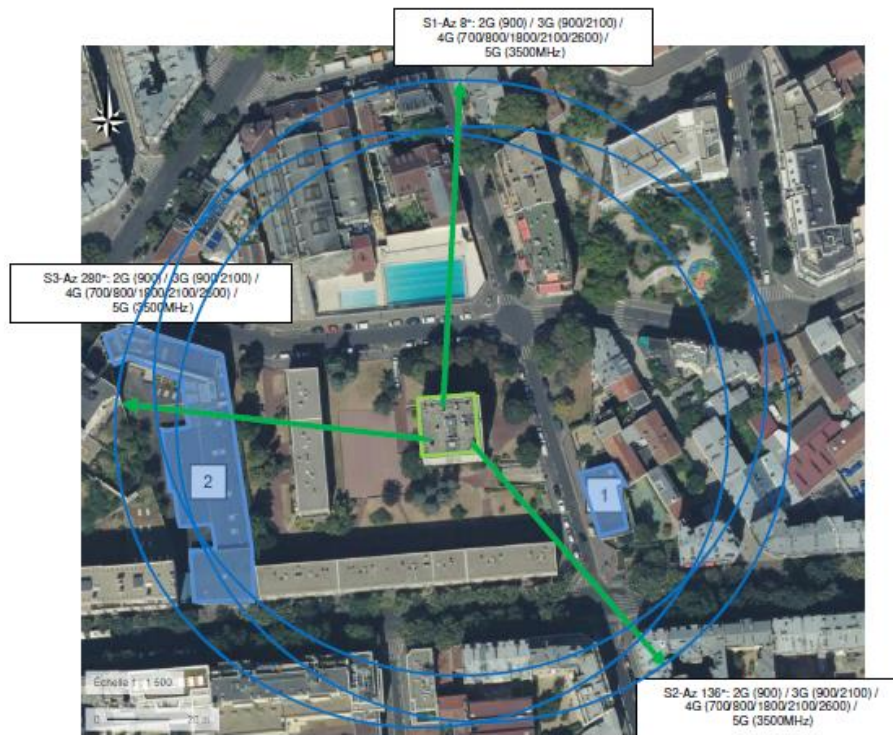 S1-Az 8°: 2G (900) / 3G (900/2100) /
4G (700/800/1800/2100/2600) /
5G (3500MHz)
S3-Az 280°: 2G (900) / 3G (900/2100) /
4G (700/800/1800/2100/2600) /
5G (3500MHz)
2
1
Échelle 1 : 1 500
0 20 m
S2-Az 136°: 2G (900) / 3G (900/2100) /
4G (700/800/1800/2100/2600) /
5G (3500MHz)